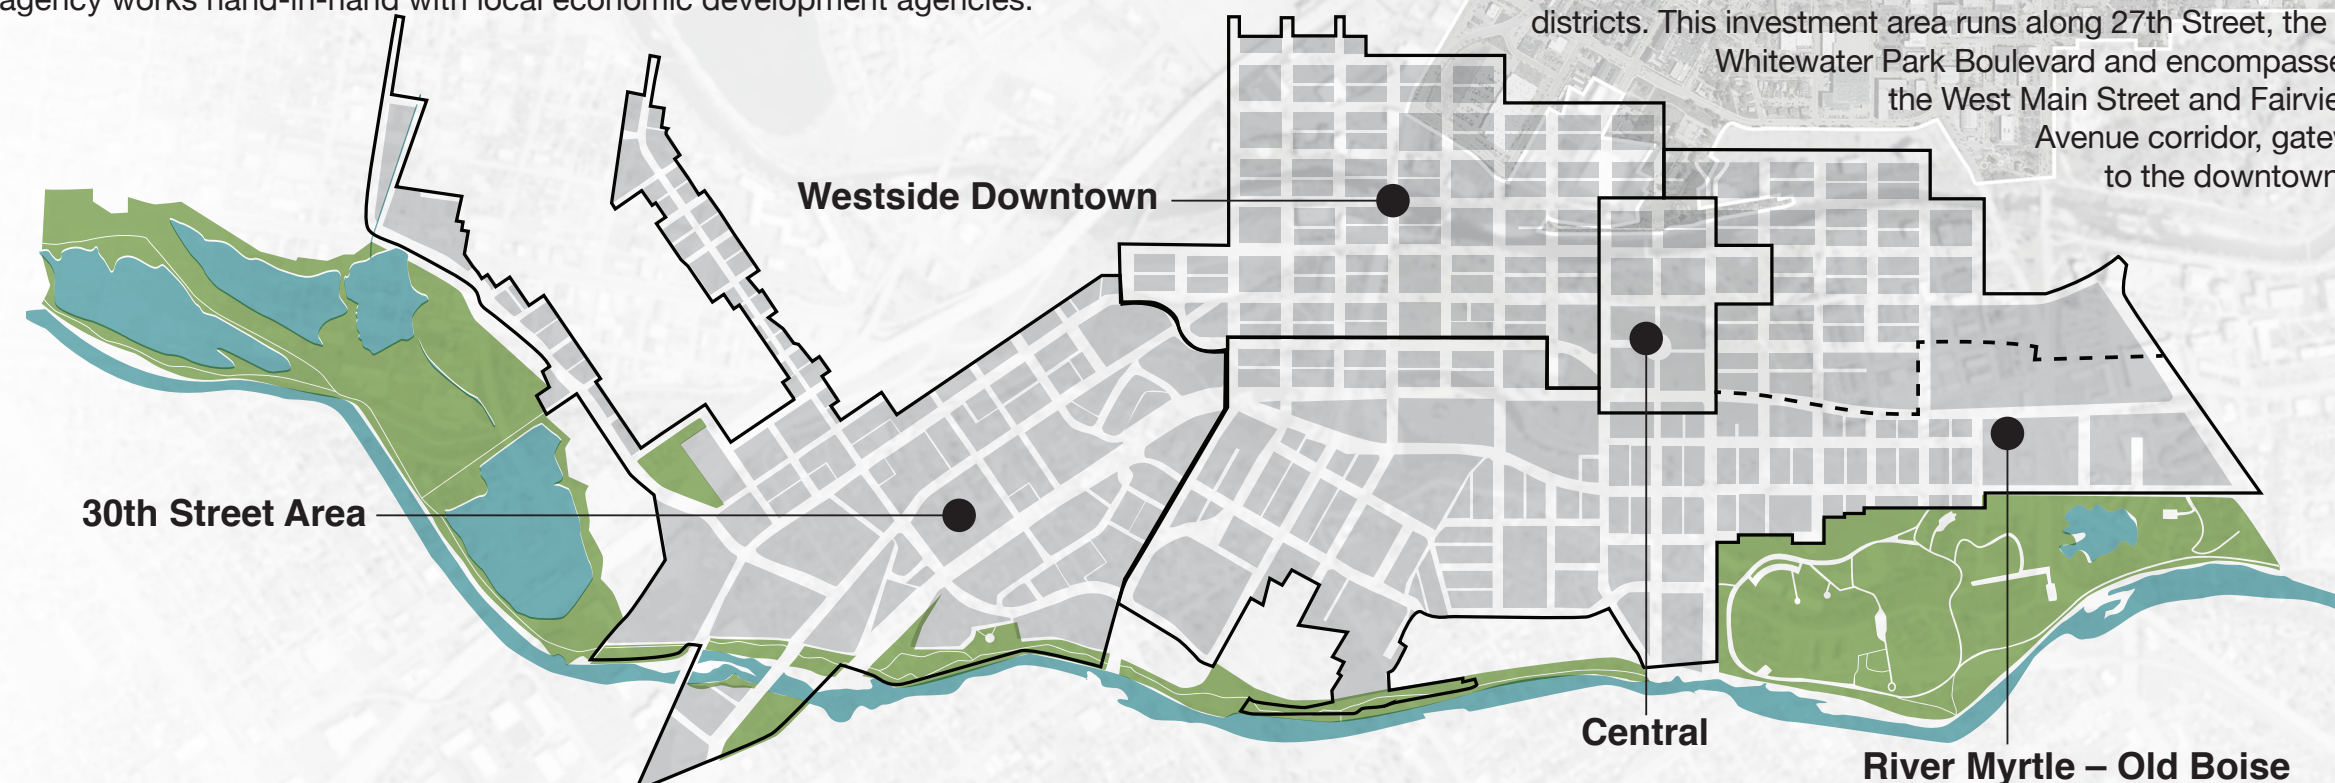 agency works hand-in-hand with local economic development agencies.
districts. This investment area runs along 27th Street, the
Whitewater Park Boulevard and encompasse
the West Main Street and Fairvie
Avenue corridor, gate
to the downtown
Westside Downtown
30th Street Area
Central
River Myrtle – Old Boise